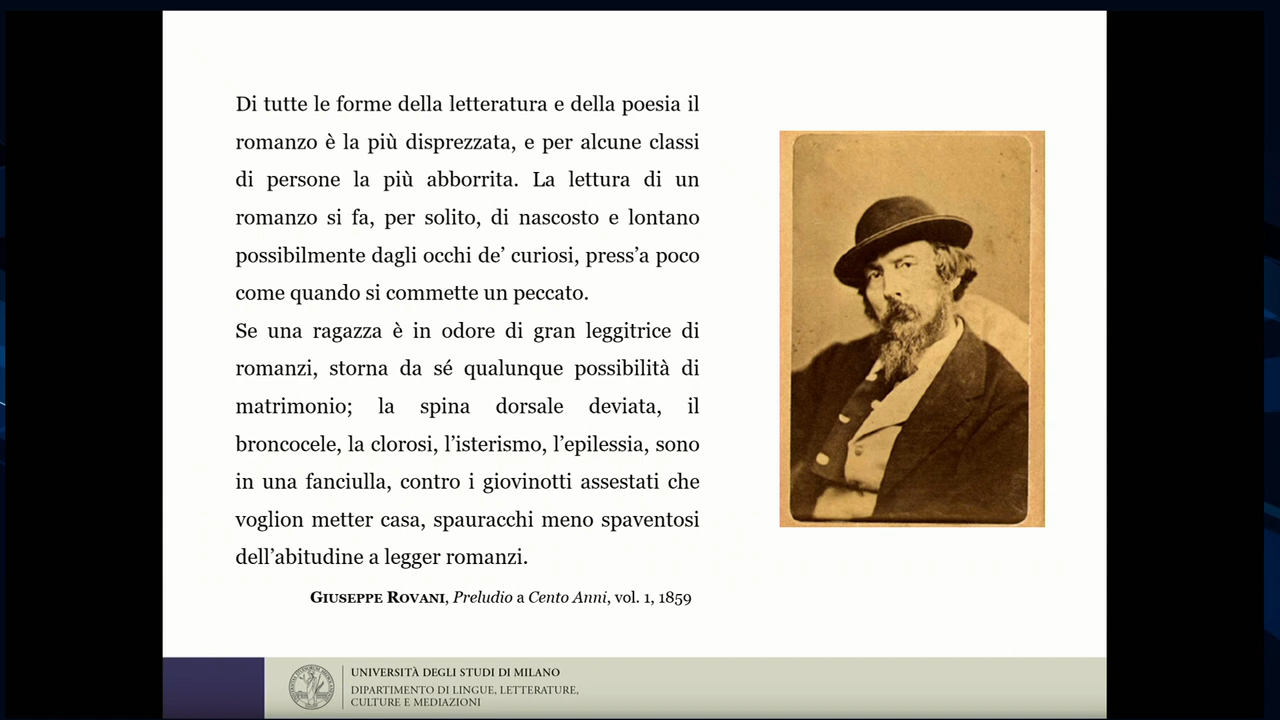 Di tutte le forme della letteratura e della poesia il
romanzo è la più disprezzata, e per alcune classi
di persone la più abborrita. La lettura di un
romanzo si fa, per solito, di nascosto e lontano
possibilmente dagli occhi de’ curiosi, press’a poco
come quando si commette un peccato.
Se una ragazza è in odore di gran leggitrice di
romanzi, storna da sé qualunque possibilità di
matrimonio; la spina dorsale deviata, il
broncocele, la clorosi, l’isterismo, l’epilessia, sono
in una fanciulla, contro i giovinotti assestati che
voglion metter casa, spauracchi meno spaventosi
dell’abitudine a legger romanzi.
GIUSEPPE ROVANI, Preludio a Cento Anni, vol. 1, 1859
UNIVERSITÀ DEGLI STUDI DI MILANO
DIPARTIMENTO DI LINGUE, LETTERATURE,
CULTURE E MEDIAZIONI